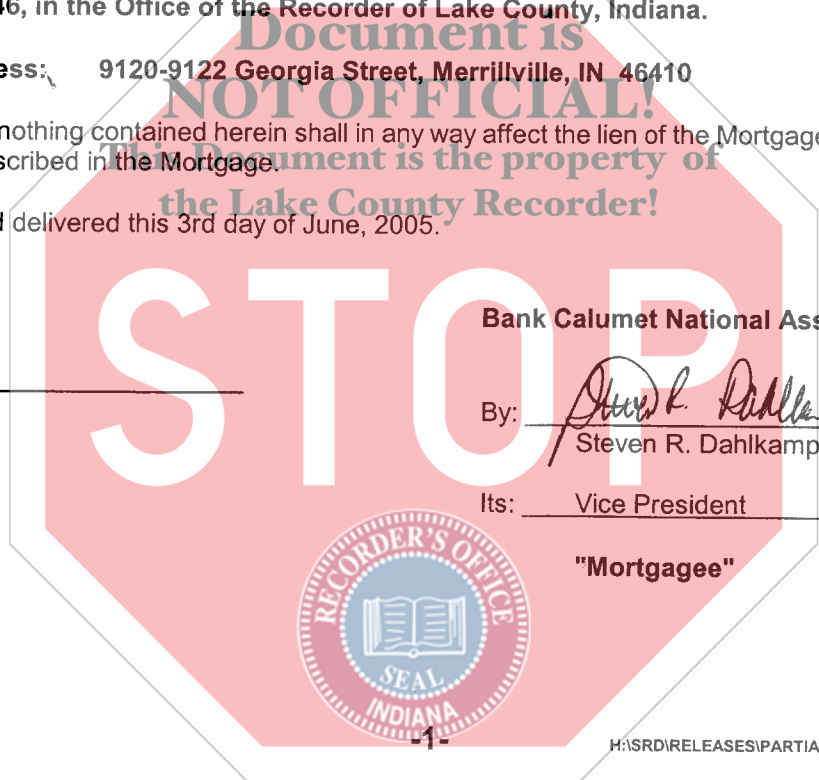 46, in the Office of the Recorder of Lake County, Indiana.
Document is
ess: 9120-9122 Georgia Street, Merrillville, IN 46410
NOT OFFICIAL!
nothing contained herein shall in any way affect the lien of the Mortgage
scribed in the Mortgage.
This Document is the property of
the Lake County Recorder!
d delivered this 3rd day of June, 2005.
STOP
Bank Calumet National Ass
By:
Steven R. Dahlkamp
Its: Vice President
"Mortgagee"
RECORDER'S OFFICE
SEAL
INDIANA
-1-
H:\SRD\RELEASES\PARTIA